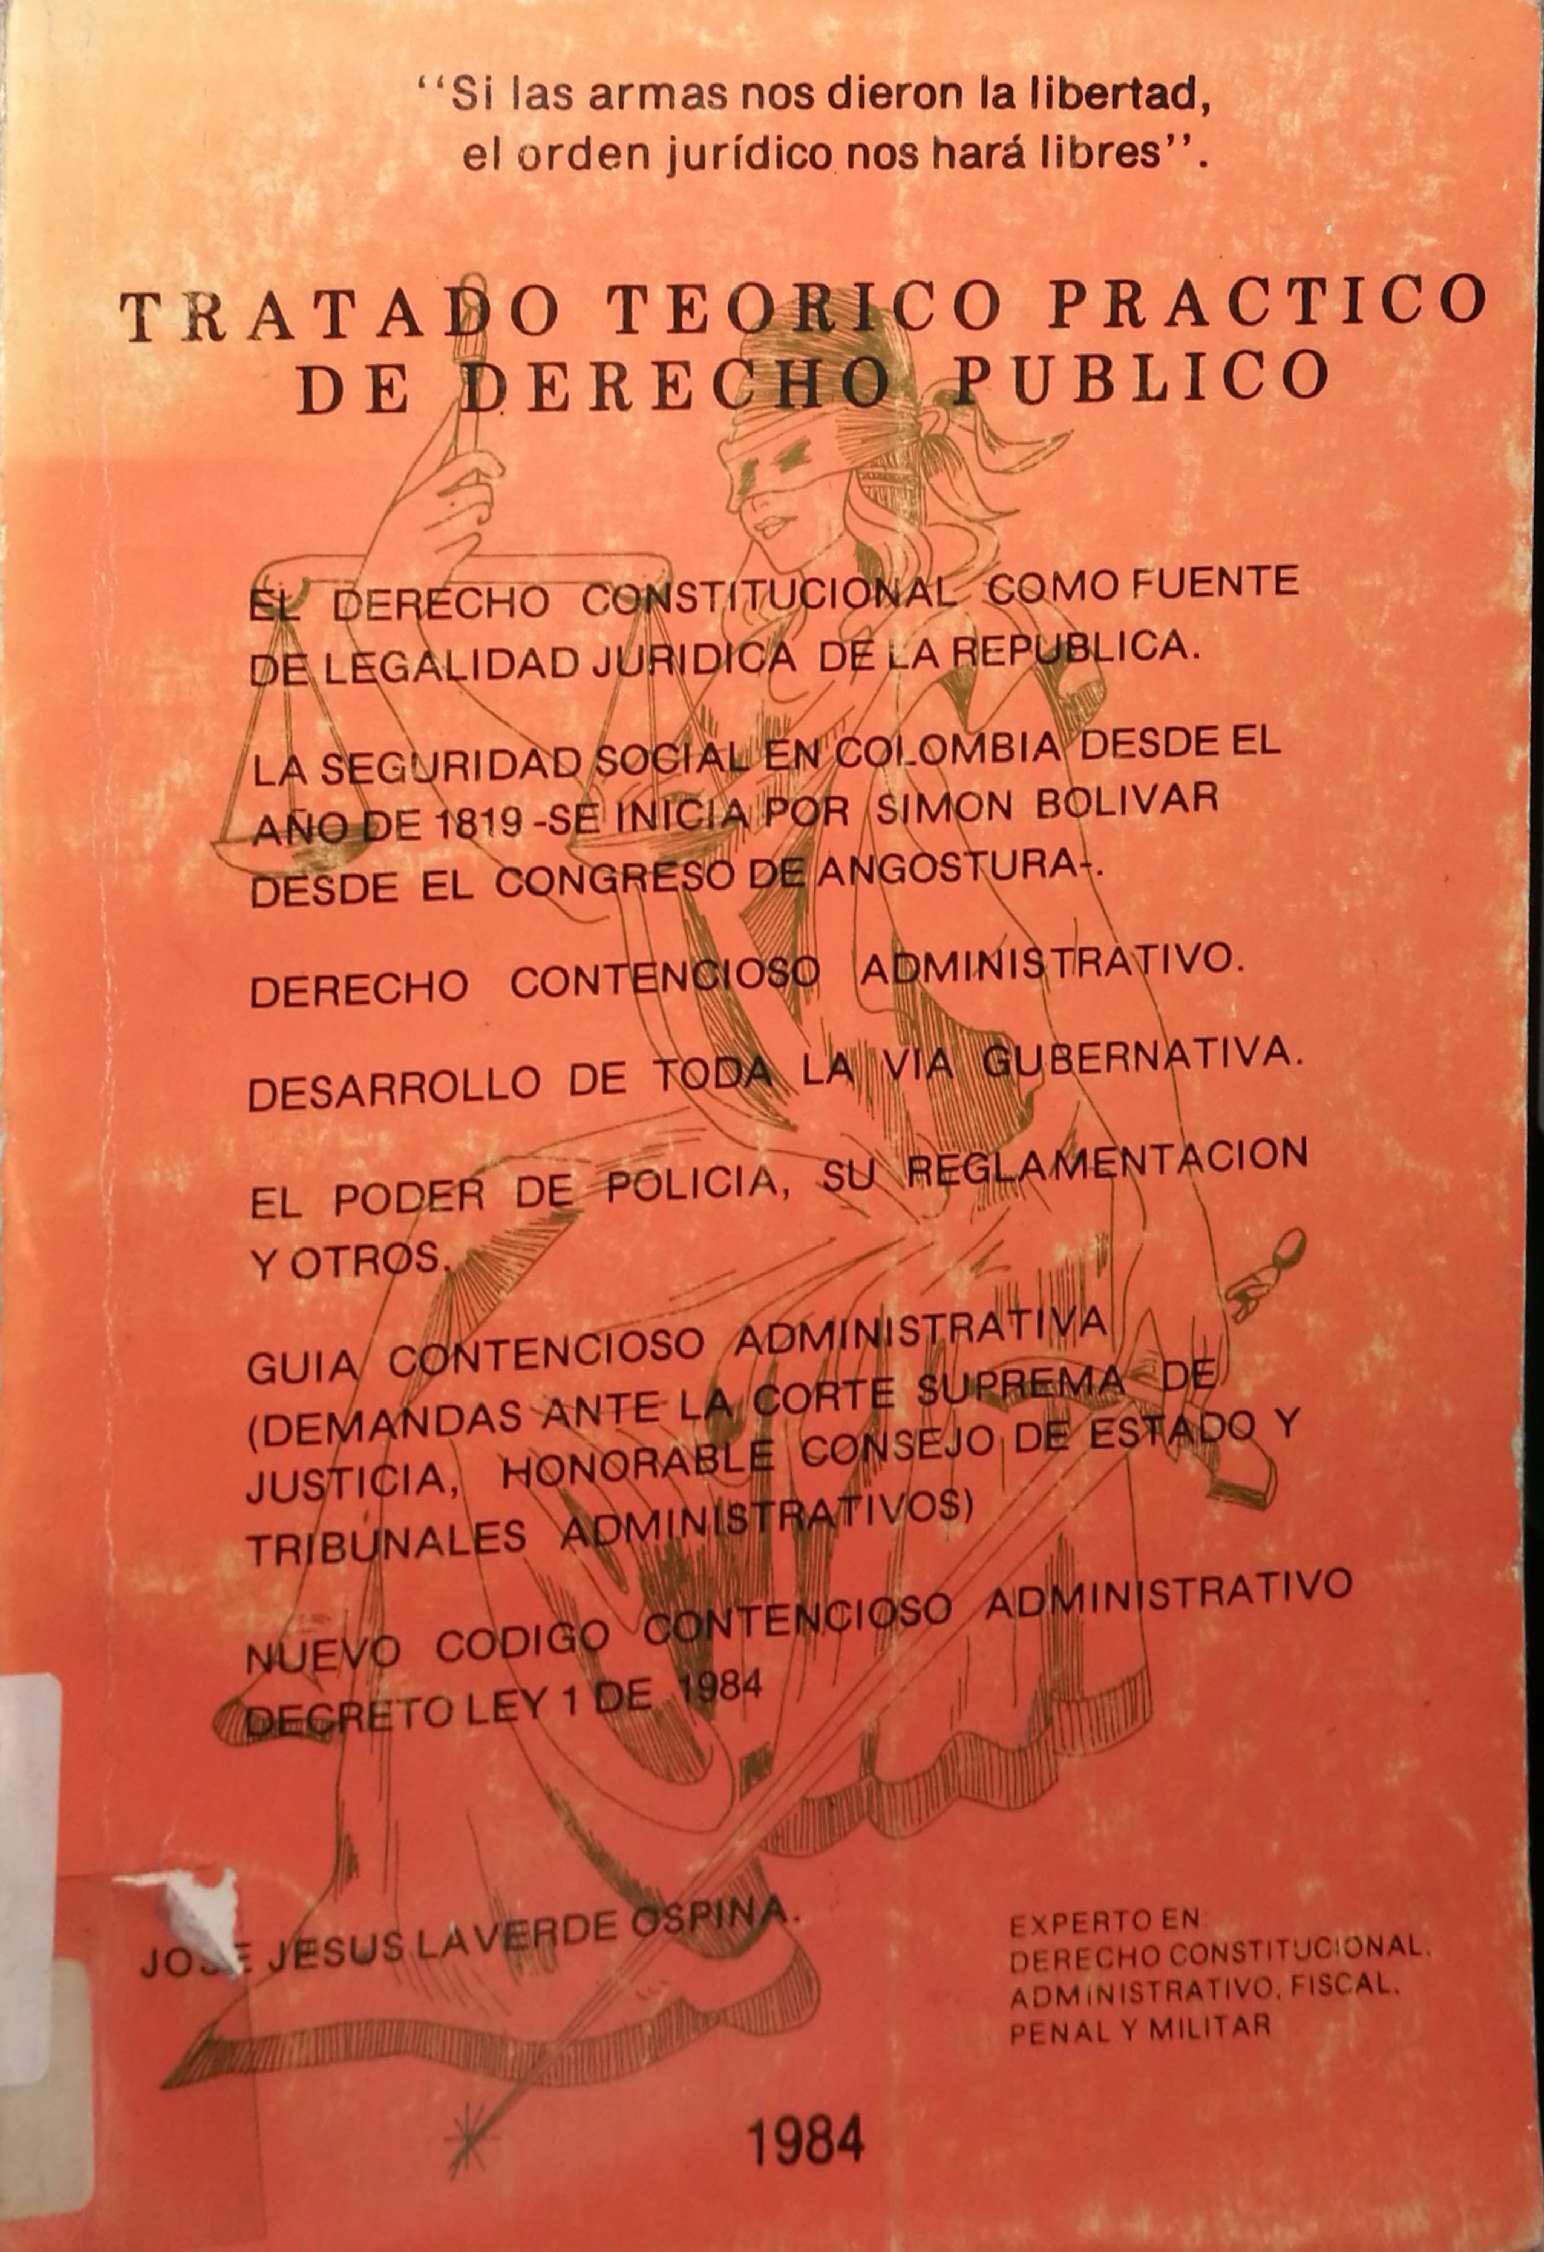 ‘‘Si las armas nos dieron la libertad,
el orden jurídico nos hará libres’’.
TRATADO TEORICO PRACTICO
DE DERECHO PUBLICO
EL DERECHO CONSTITUCIONAL COMO FUENTE
DE LEGALIDAD JURIDICA DE LA REPUBLICA.
LA SEGURIDAD SOCIAL EN COLOMBIA DESDE EL
AÑO DE 1819 -SE INICIA POR SIMON BOLIVAR
DESDE EL CONGRESO DE ANGOSTURA-.
DERECHO CONTENCIOSO ADMINISTRATIVO.
DESARROLLO DE TODA LA VIA GUBERNATIVA.
EL PODER DE POLICIA, SU REGLAMENTACION
Y OTROS.
GUIA CONTENCIOSO ADMINISTRATIVA
(DEMANDAS ANTE LA CORTE SUPREMA DE
JUSTICIA, HONORABLE CONSEJO DE ESTADO Y
TRIBUNALES ADMINISTRATIVOS)
NUEVO CODIGO CONTENCIOSO ADMINISTRATIVO
DECRETO LEY 1 DE 1984
JOSE JESUS LAVERDE OSPINA.
EXPERTO EN:
DERECHO CONSTITUCIONAL,
ADMINISTRATIVO, FISCAL,
PENAL Y MILITAR
1984